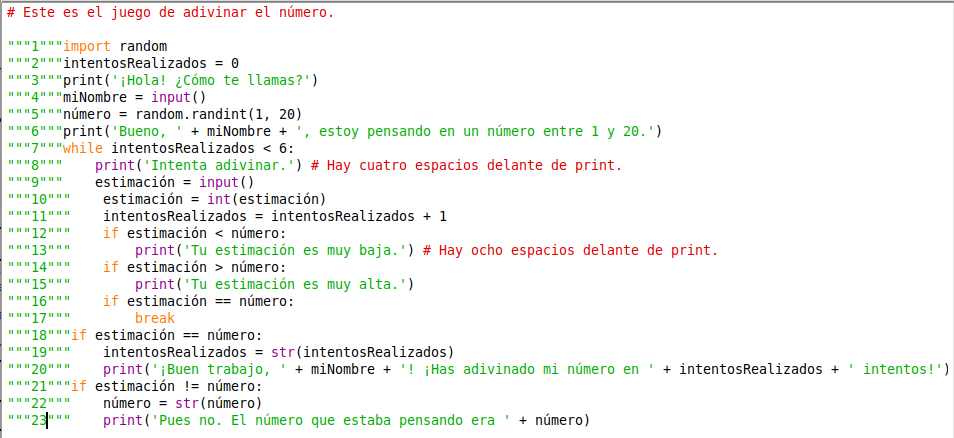 # Este es el juego de adivinar el número.
"""1"""import random
"""2"""intentosRealizados = 0
"""3"""print('¡Hola! ¿Cómo te llamas?')
"""4"""miNombre = input()
"""5"""número = random.randint(1, 20)
"""6"""print('Bueno, ' + miNombre + ', estoy pensando en un número entre 1 y 20.')
"""7"""while intentosRealizados < 6:
"""8"""    print('Intenta adivinar.') # Hay cuatro espacios delante de print.
"""9"""    estimación = input()
"""10"""    estimación = int(estimación)
"""11"""    intentosRealizados = intentosRealizados + 1
"""12"""    if estimación < número:
"""13"""        print('Tu estimación es muy baja.') # Hay ocho espacios delante de print.
"""14"""    if estimación > número:
"""15"""        print('Tu estimación es muy alta.')
"""16"""    if estimación == número:
"""17"""        break
"""18"""if estimación == número:
"""19"""    intentosRealizados = str(intentosRealizados)
"""20"""    print('¡Buen trabajo, ' + miNombre + '! ¡Has adivinado mi número en ' + intentosRealizados + ' intentos!')
"""21"""if estimación != número:
"""22"""    número = str(número)
"""23"""    print('Pues no. El número que estaba pensando era ' + número)